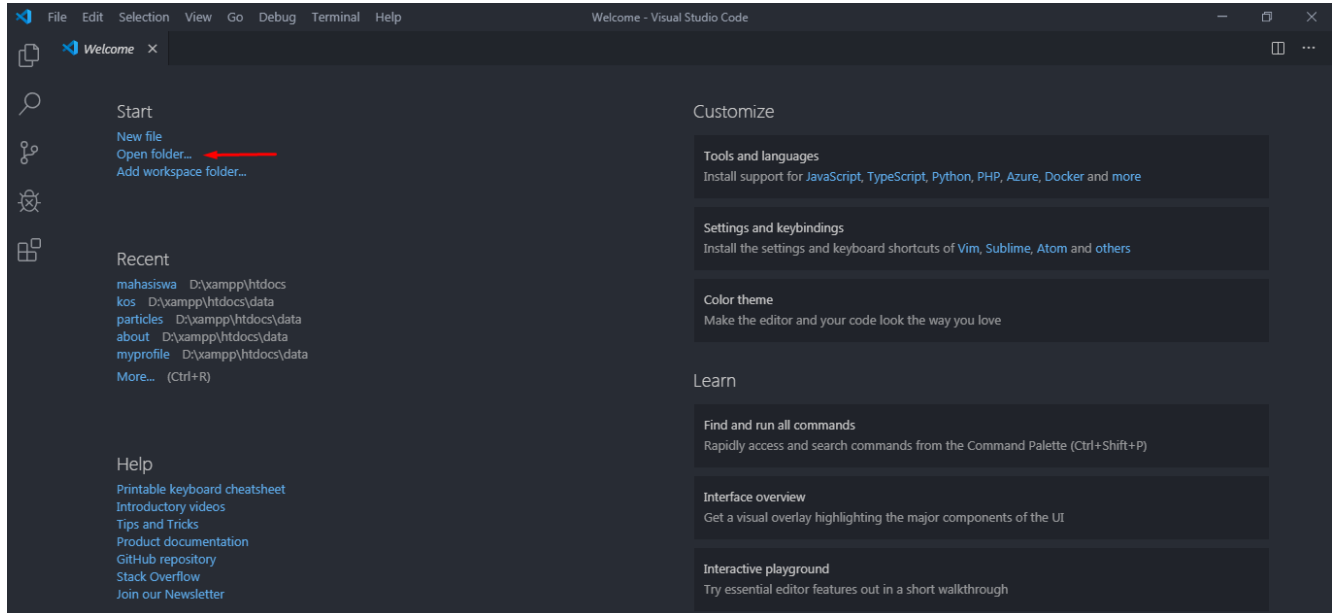 File Edit Selection View Go Debug Terminal Help Welcome - Visual Studio Code
Welcome
Start
New file
Open folder...
Add workspace folder...
Recent
mahasiswa D:\xampp\htdocs
kos D:\xampp\htdocs\data
particles D:\xampp\htdocs\data
about D:\xampp\htdocs\data
myprofile D:\xampp\htdocs\data
More... (Ctrl+R)
Help
Printable keyboard cheatsheet
Introductory videos
Tips and Tricks
Product documentation
GitHub repository
Stack Overflow
Join our Newsletter
Customize
Tools and languages
Install support for JavaScript, TypeScript, Python, PHP, Azure, Docker and more
Settings and keybindings
Install the settings and keyboard shortcuts of Vim, Sublime, Atom and others
Color theme
Make the editor and your code look the way you love
Learn
Find and run all commands
Rapidly access and search commands from the Command Palette (Ctrl+Shift+P)
Interface overview
Get a visual overlay highlighting the major components of the UI
Interactive playground
Try essential editor features out in a short walkthrough